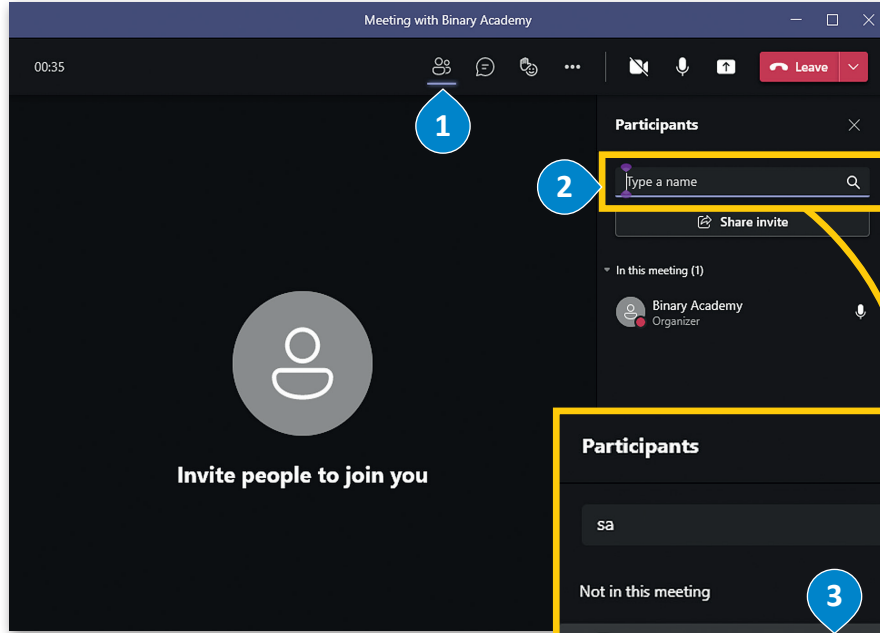 Meeting with Binary Academy
00:35
Leave
1
Participants
2
Type a name
Share invite
In this meeting (1)
Binary Academy
Organizer
Invite people to join you
Participants
sa
Not in this meeting
3